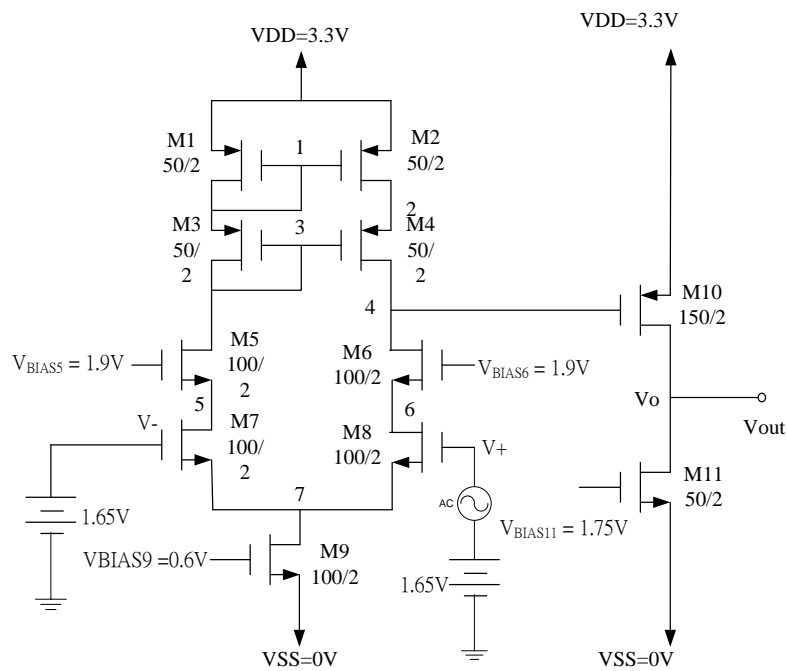 VDD=3.3V
VDD=3.3V
M1
50/2
1
M2
50/2
2
M3
50/
2
3
M4
50/
2
4
M10
150/2
M5
100/
2
VBIAS5 = 1.9V
M6
100/2
VBIAS6 = 1.9V
5
6
V-
M7
100/
2
M8
100/2
V+
Vo
Vout
7
AC
M11
50/2
VBIAS11 = 1.75V
1.65V
VBIAS9 =0.6V
M9
100/2
1.65V
VSS=0V
VSS=0V